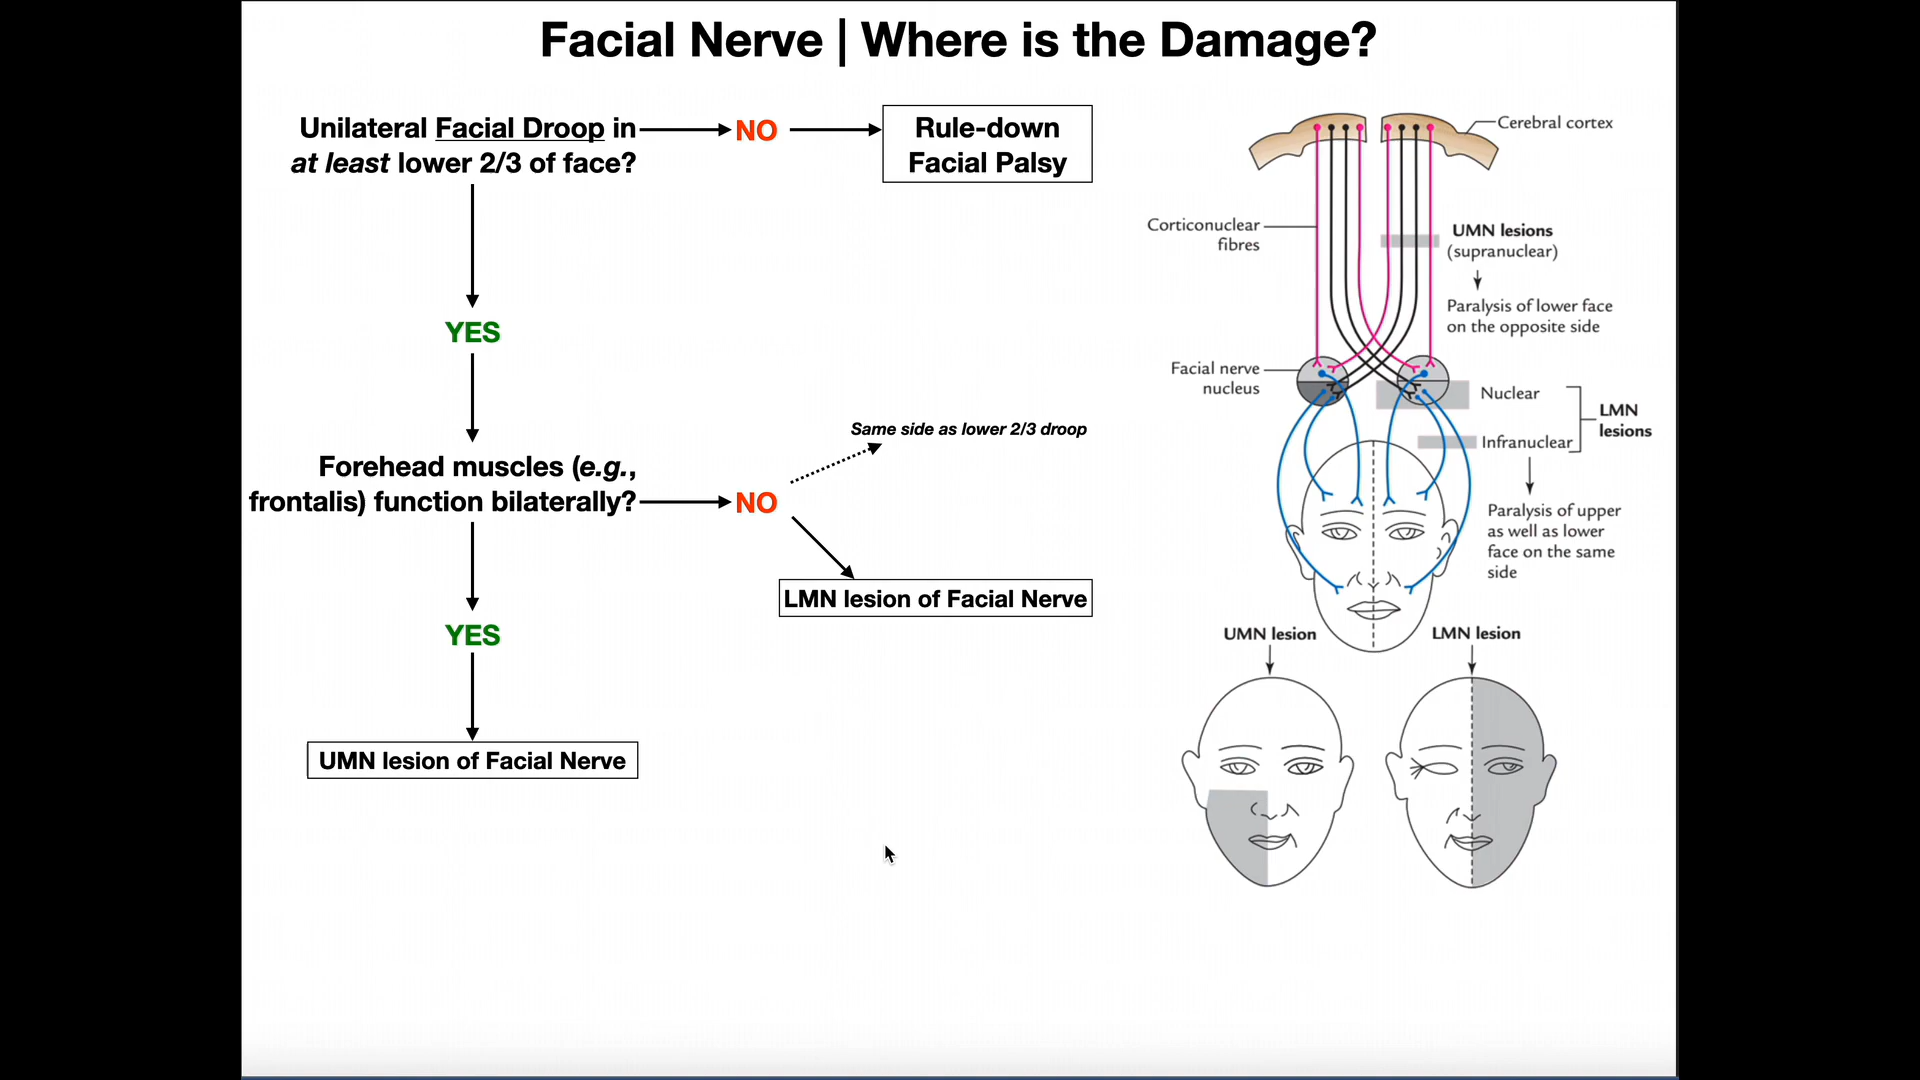 Facial Nerve | Where is the Damage?
Unilateral Facial Droop in
at least lower 2/3 of face?
NO
Rule-down
Facial Palsy
YES
Forehead muscles (e.g.,
frontalis) function bilaterally?
NO
Same side as lower 2/3 droop
LMN lesion of Facial Nerve
YES
UMN lesion of Facial Nerve
Cerebral cortex
Corticonuclear
fibres
UMN lesions
(supranuclear)
Paralysis of lower face
on the opposite side
Facial nerve
nucleus
Nuclear
LMN
lesions
Infranuclear
Paralysis of upper
as well as lower
face on the same
side
UMN lesion
LMN lesion